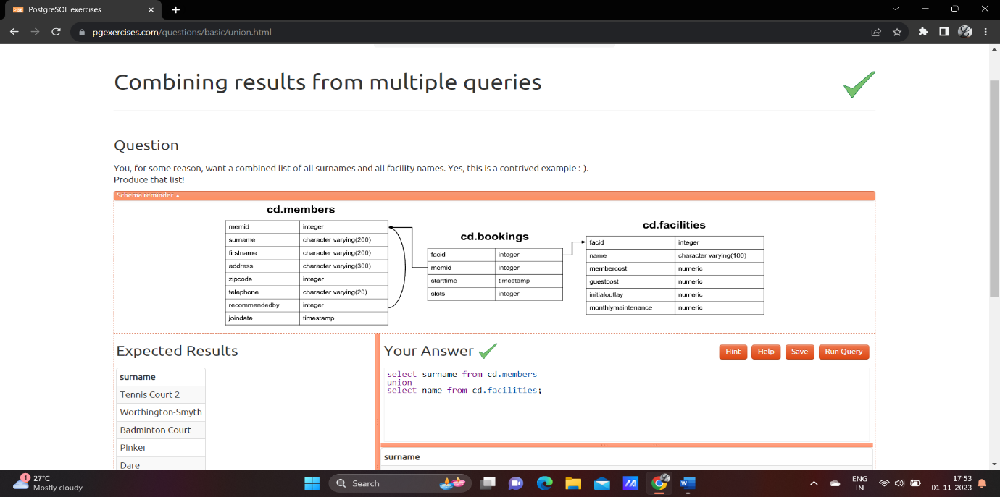 PGE PostgreSQL exercises
pgexercises.com/questions/basic/union.html
Combining results from multiple queries
Question
You, for some reason, want a combined list of all surnames and all facility names. Yes, this is a contrived example :-).
Produce that list!
Schema reminder ▲
cd.members
memid integer
surname character varying(200)
firstname character varying(200)
address character varying(300)
zipcode integer
telephone character varying(20)
recommendedby integer
joindate timestamp
cd.bookings
facid integer
memid integer
starttime timestamp
slots integer
cd.facilities
facid integer
name character varying(100)
membercost numeric
guestcost numeric
initialoutlay numeric
monthlymaintenance numeric
Expected Results
surname
Tennis Court 2
Worthington-Smyth
Badminton Court
Pinker
Dare
Your Answer
Hint Help Save Run Query
select surname from cd.members
union
select name from cd.facilities;
surname
1
27°C
Mostly cloudy
Search
W
ENG
IN
17:53
01-11-2023